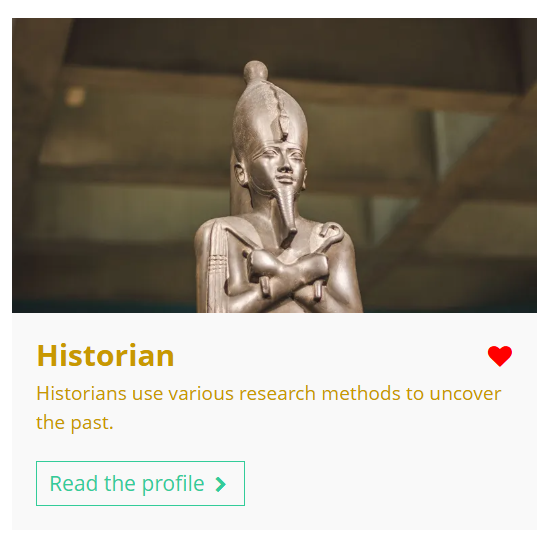 Historian
Historians use various research methods to uncover
the past.
Read the profile